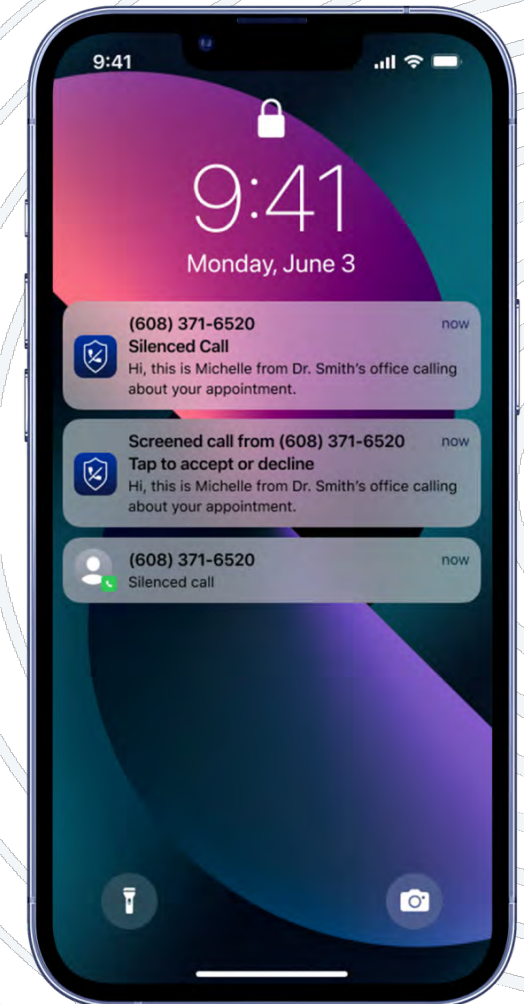 9:41
9:41
Monday, June 3
(608) 371-6520 now
Silenced Call
Hi, this is Michelle from Dr. Smith's office calling
about your appointment.
Screened call from (608) 371-6520 now
Tap to accept or decline
Hi, this is Michelle from Dr. Smith's office calling
about your appointment.
(608) 371-6520 now
Silenced call